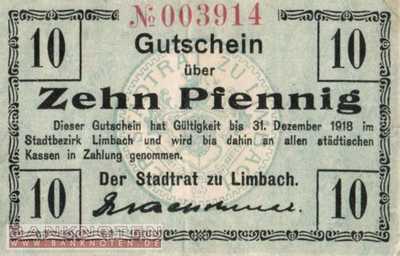 № 003914
10 Gutschein 10
über
Zehn Pfennig
Dieser Gutschein hat Gültigkeit bis 31. Dezember 1918 im
Stadtbezirk Limbach und wird bis dahin an allen städtischen
Kassen in Zahlung genommen.
10 Der Stadtrat zu Limbach. 10
BANKNOTEN
WWW.BANKNOTEN.DE